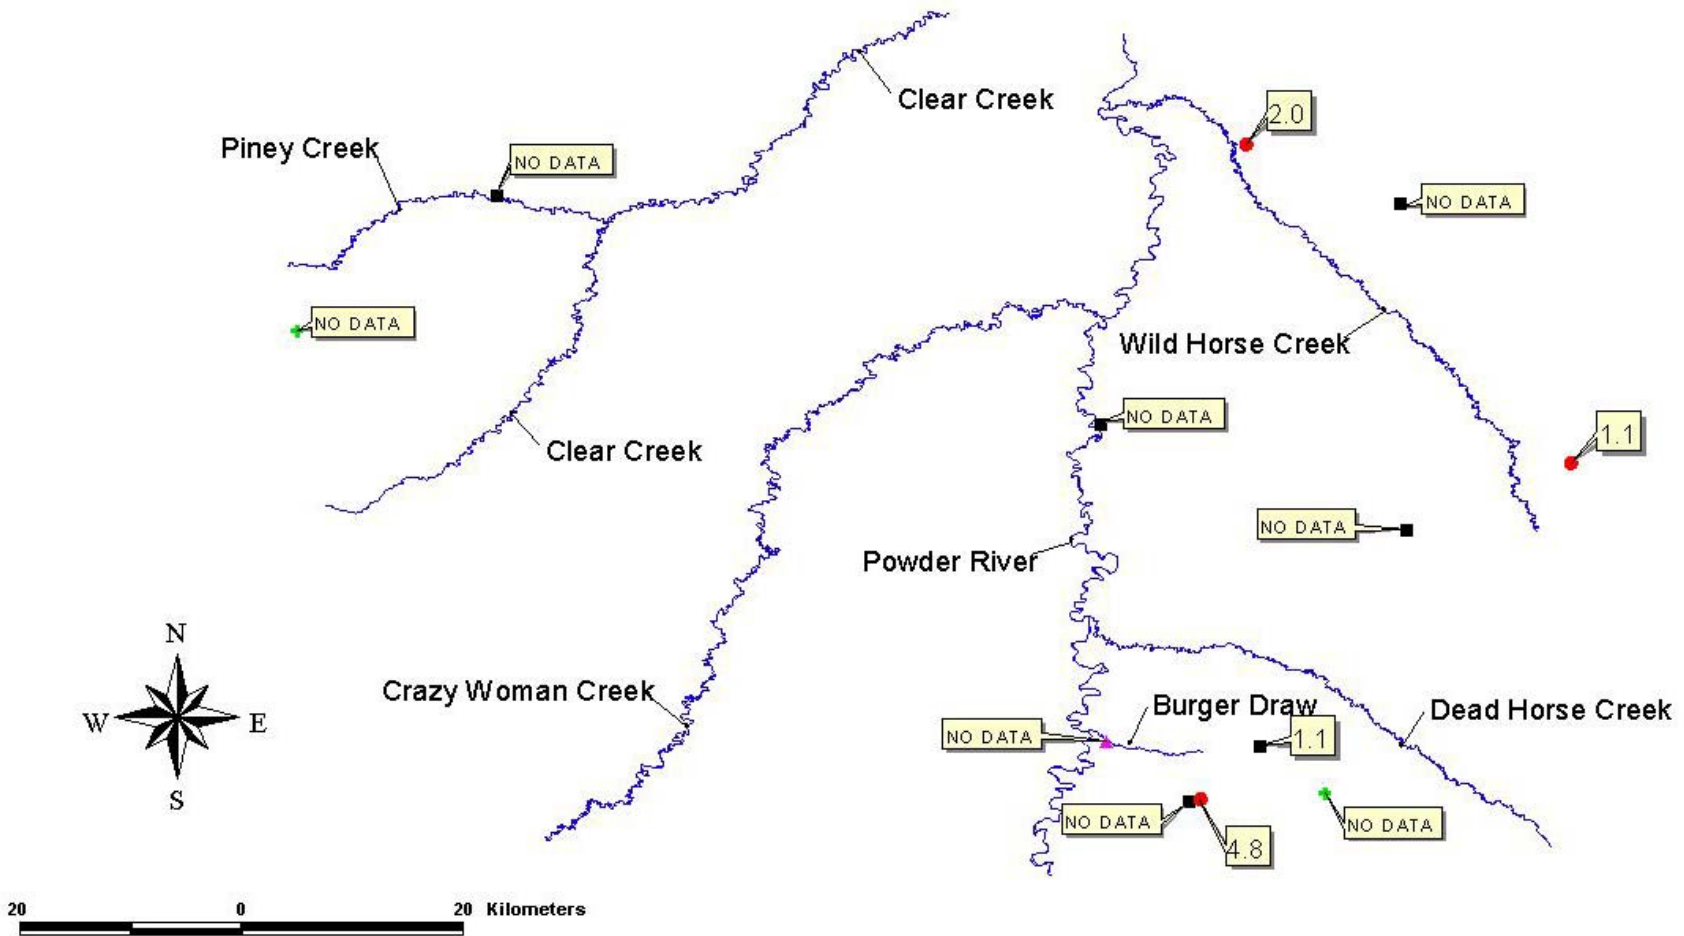 Clear Creek
2.0
Piney Creek
NO DATA
NO DATA
NO DATA
Wild Horse Creek
NO DATA
1.1
Clear Creek
NO DATA
Powder River
N
Crazy Woman Creek
Burger Draw
Dead Horse Creek
W
E
NO DATA
1.1
S
NO DATA
NO DATA
4.8
20 0 20 Kilometers